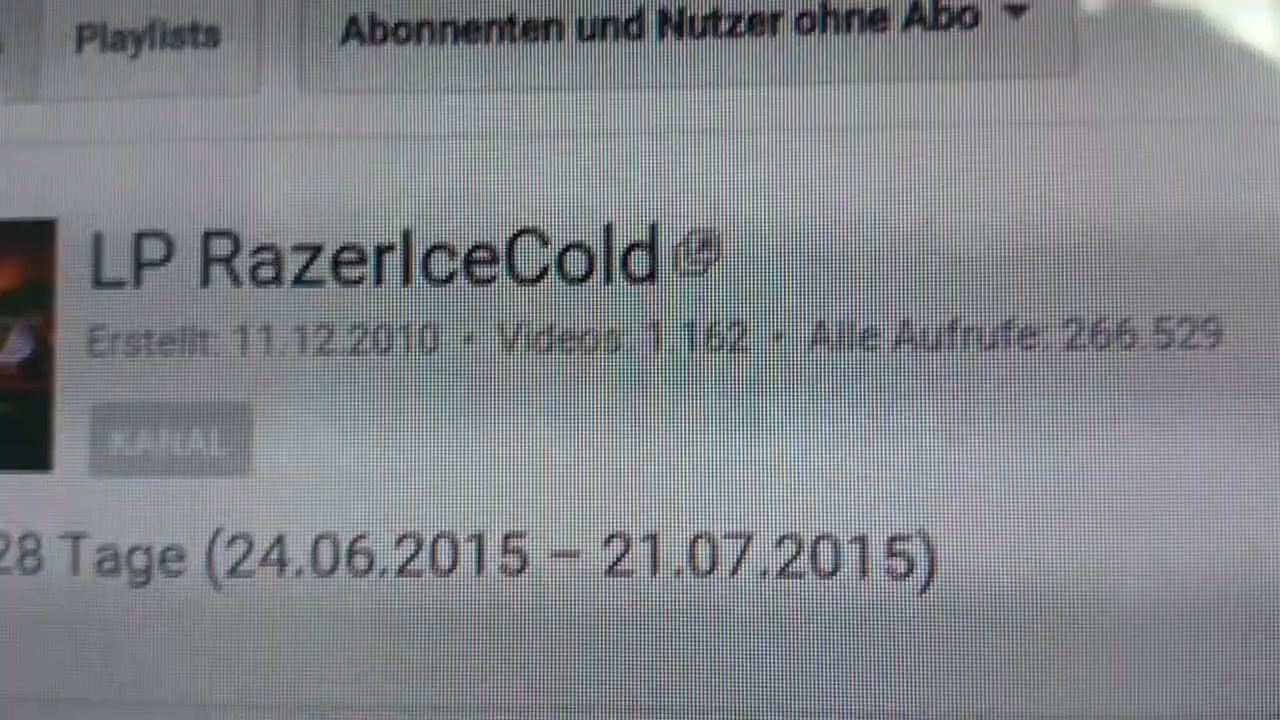 Playlists Abonnenten und Nutzer ohne Abo
LP RazerIceCold
Erstellt: 11.12.2010 · Videos: 1.162 · Alle Aufrufe: 266.529
KANAL
28 Tage (24.06.2015 – 21.07.2015)